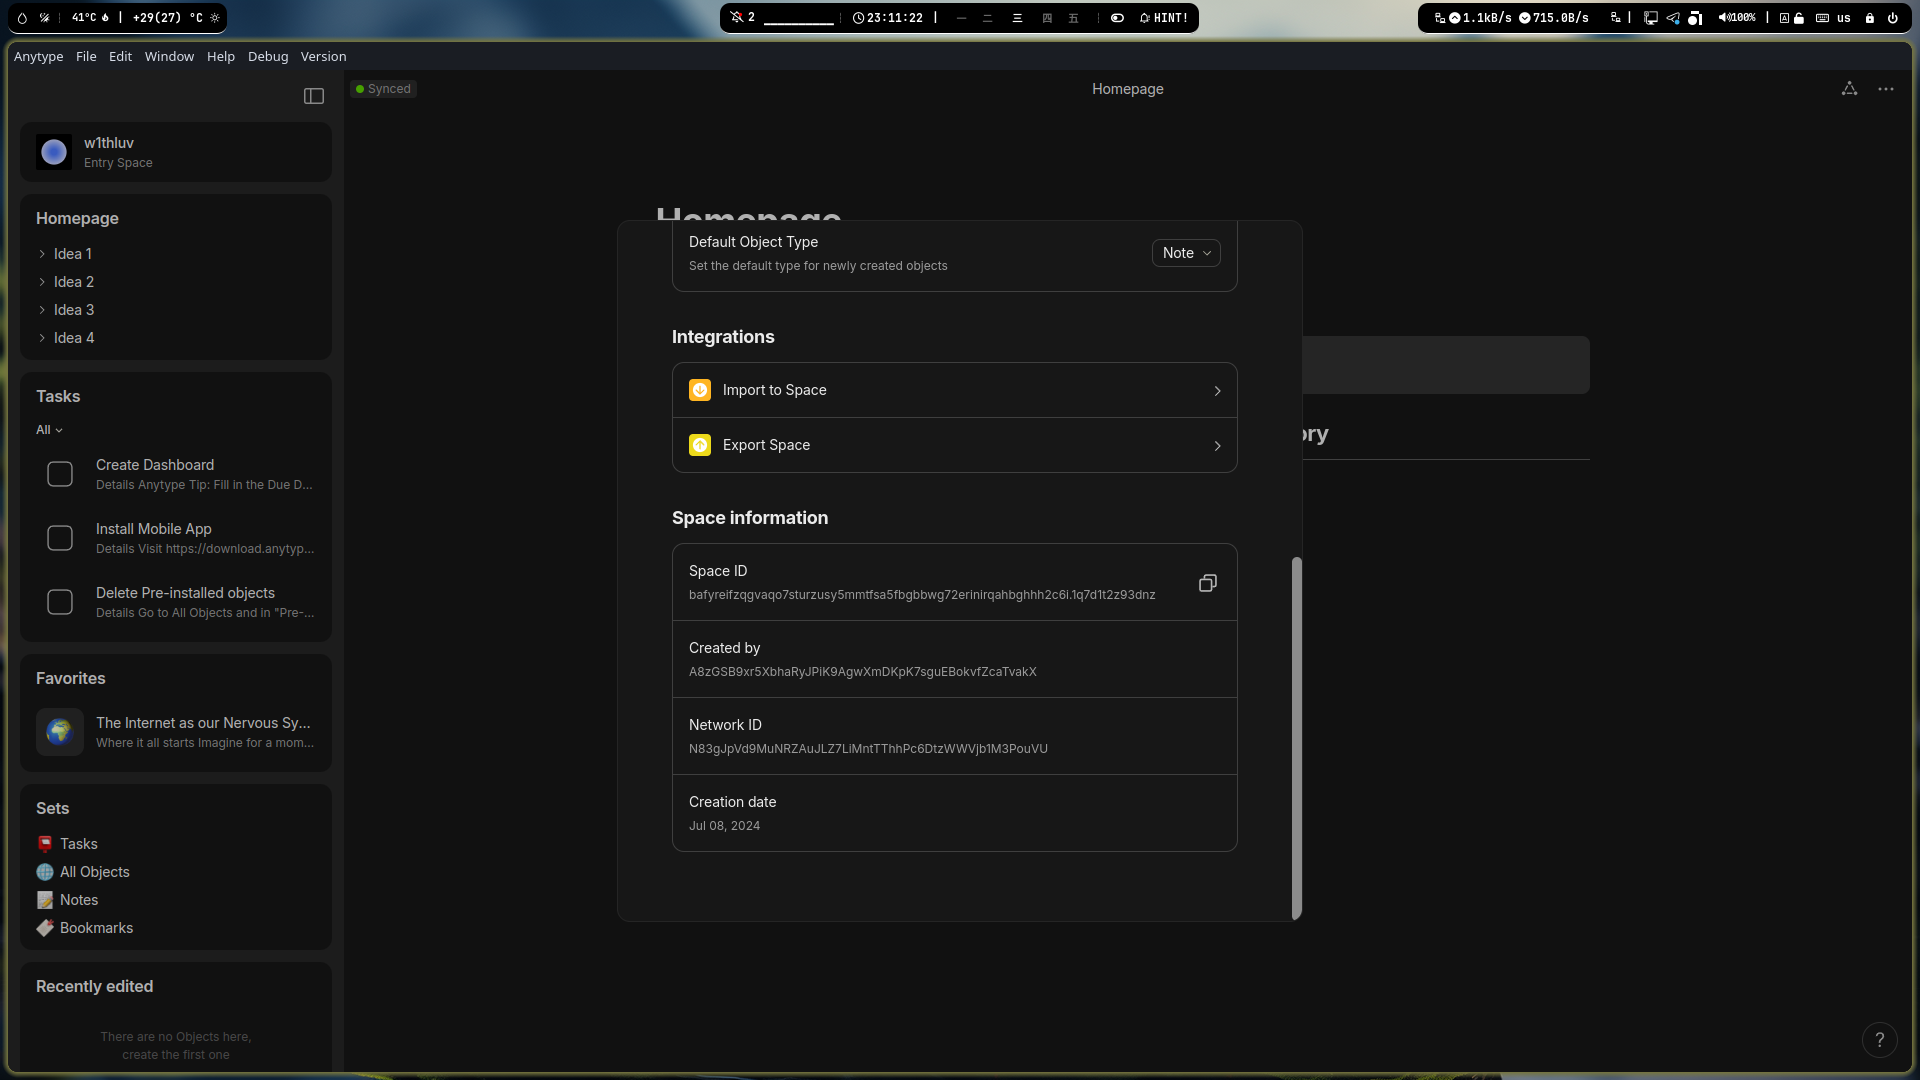 41°C
+29(27) °C
2
23:11:22
一 二 三 四 五
HINT!
1.1kB/s 715.0B/s
100%
us
Anytype File Edit Window Help Debug Version
Synced
Homepage
w1thluv
Entry Space
Homepage
Idea 1
Idea 2
Idea 3
Idea 4
Tasks
All
Create Dashboard
Details Anytype Tip: Fill in the Due D...
Install Mobile App
Details Visit https://download.anytyp...
Delete Pre-installed objects
Details Go to All Objects and in "Pre-...
Favorites
The Internet as our Nervous Sy...
Where it all starts Imagine for a mom...
Sets
Tasks
All Objects
Notes
Bookmarks
Recently edited
There are no Objects here,
create the first one
Homepage
Default Object Type
Set the default type for newly created objects
Note
Integrations
Import to Space
Export Space
Space information
Space ID
bafyreifzqgvaqo7sturzusy5mmtfsa5fbgbbwg72erinirqahbghhh2c6i.1q7d1t2z93dnz
Created by
A8zGSB9xr5XbhaRyJPiK9AgwXmDKpK7sguEBokvfZcaTvakX
Network ID
N83gJpVd9MuNRZAuJLZ7LiMntTThhPc6DtzWWVjb1M3PouVU
Creation date
Jul 08, 2024
ory
?